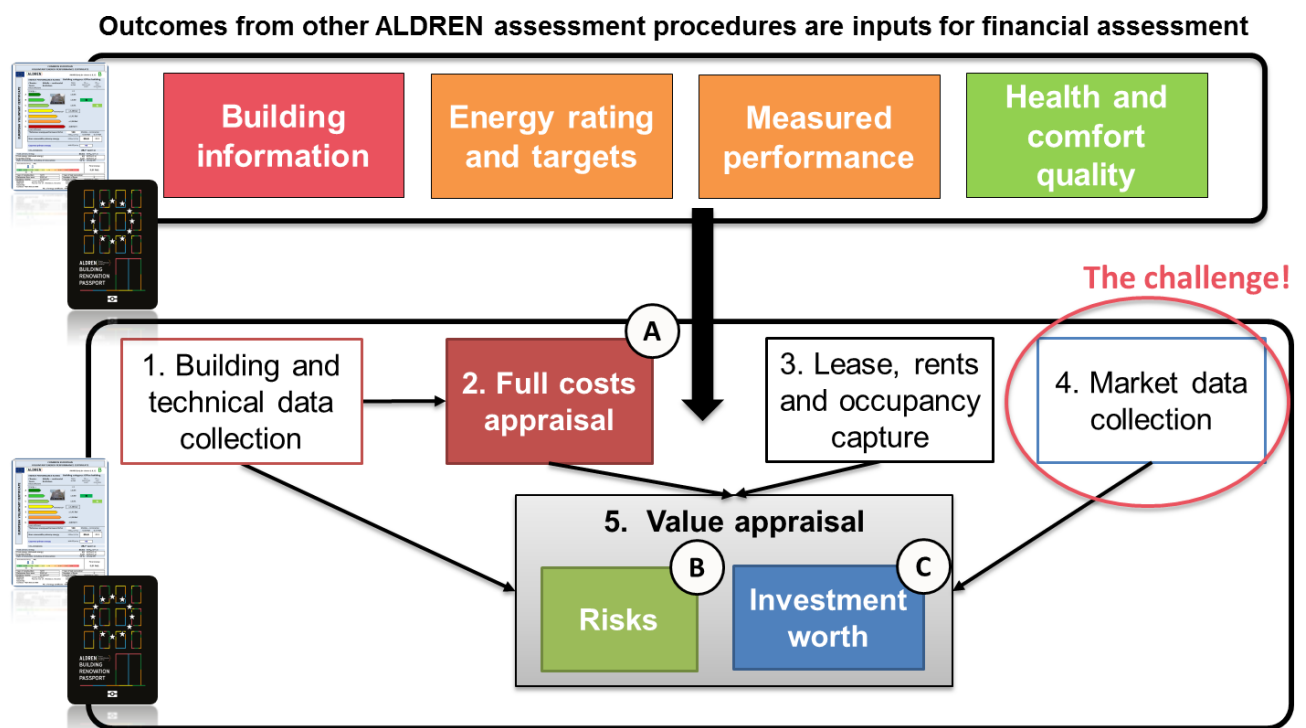 Outcomes from other ALDREN assessment procedures are inputs for financial assessment
Building
information
Energy rating
and targets
Measured
performance
Health and
comfort
quality
ALDREN
BUILDING
RENOVATION
PASSPORT
The challenge!
A
1. Building and
technical data
collection
2. Full costs
appraisal
3. Lease, rents
and occupancy
capture
4. Market data
collection
5. Value appraisal
B
Risks
C
Investment
worth
ALDREN
ALDREN
BUILDING
RENOVATION
PASSPORT